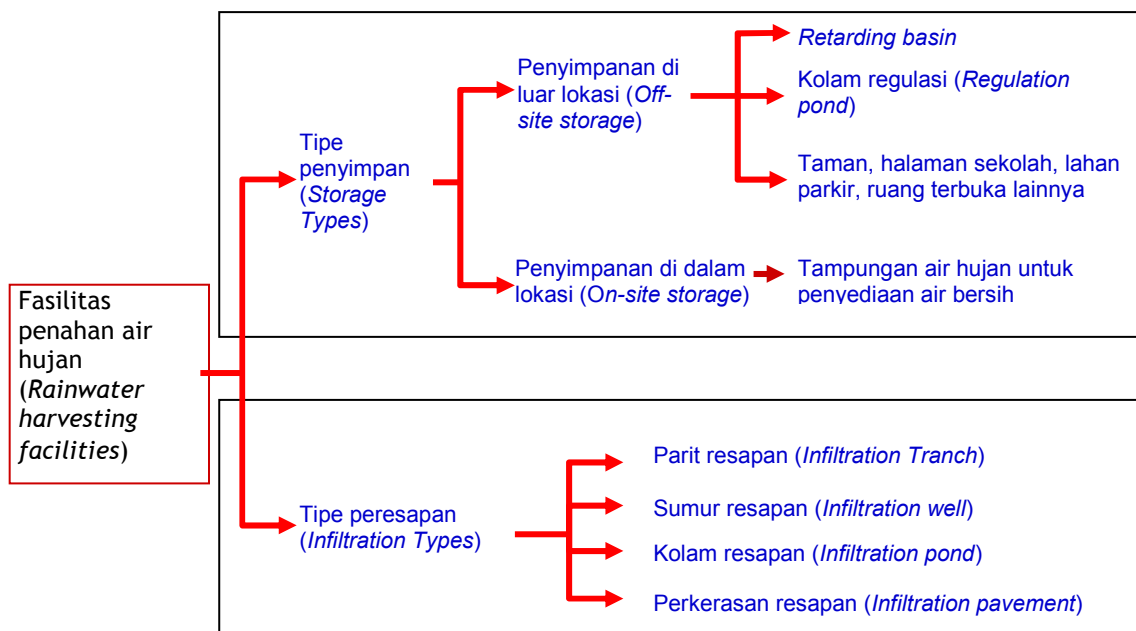 Fasilitas
penahan air
hujan
(Rainwater
harvesting
facilities)
Tipe
penyimpan
(Storage
Types)
Penyimpanan di
luar lokasi (Off-
site storage)
Retarding basin
Kolam regulasi (Regulation
pond)
Taman, halaman sekolah, lahan
parkir, ruang terbuka lainnya
Penyimpanan di dalam
lokasi (On-site storage)
Tampungan air hujan untuk
penyediaan air bersih
Tipe peresapan
(Infiltration Types)
Parit resapan (Infiltration Tranch)
Sumur resapan (Infiltration well)
Kolam resapan (Infiltration pond)
Perkerasan resapan (Infiltration pavement)